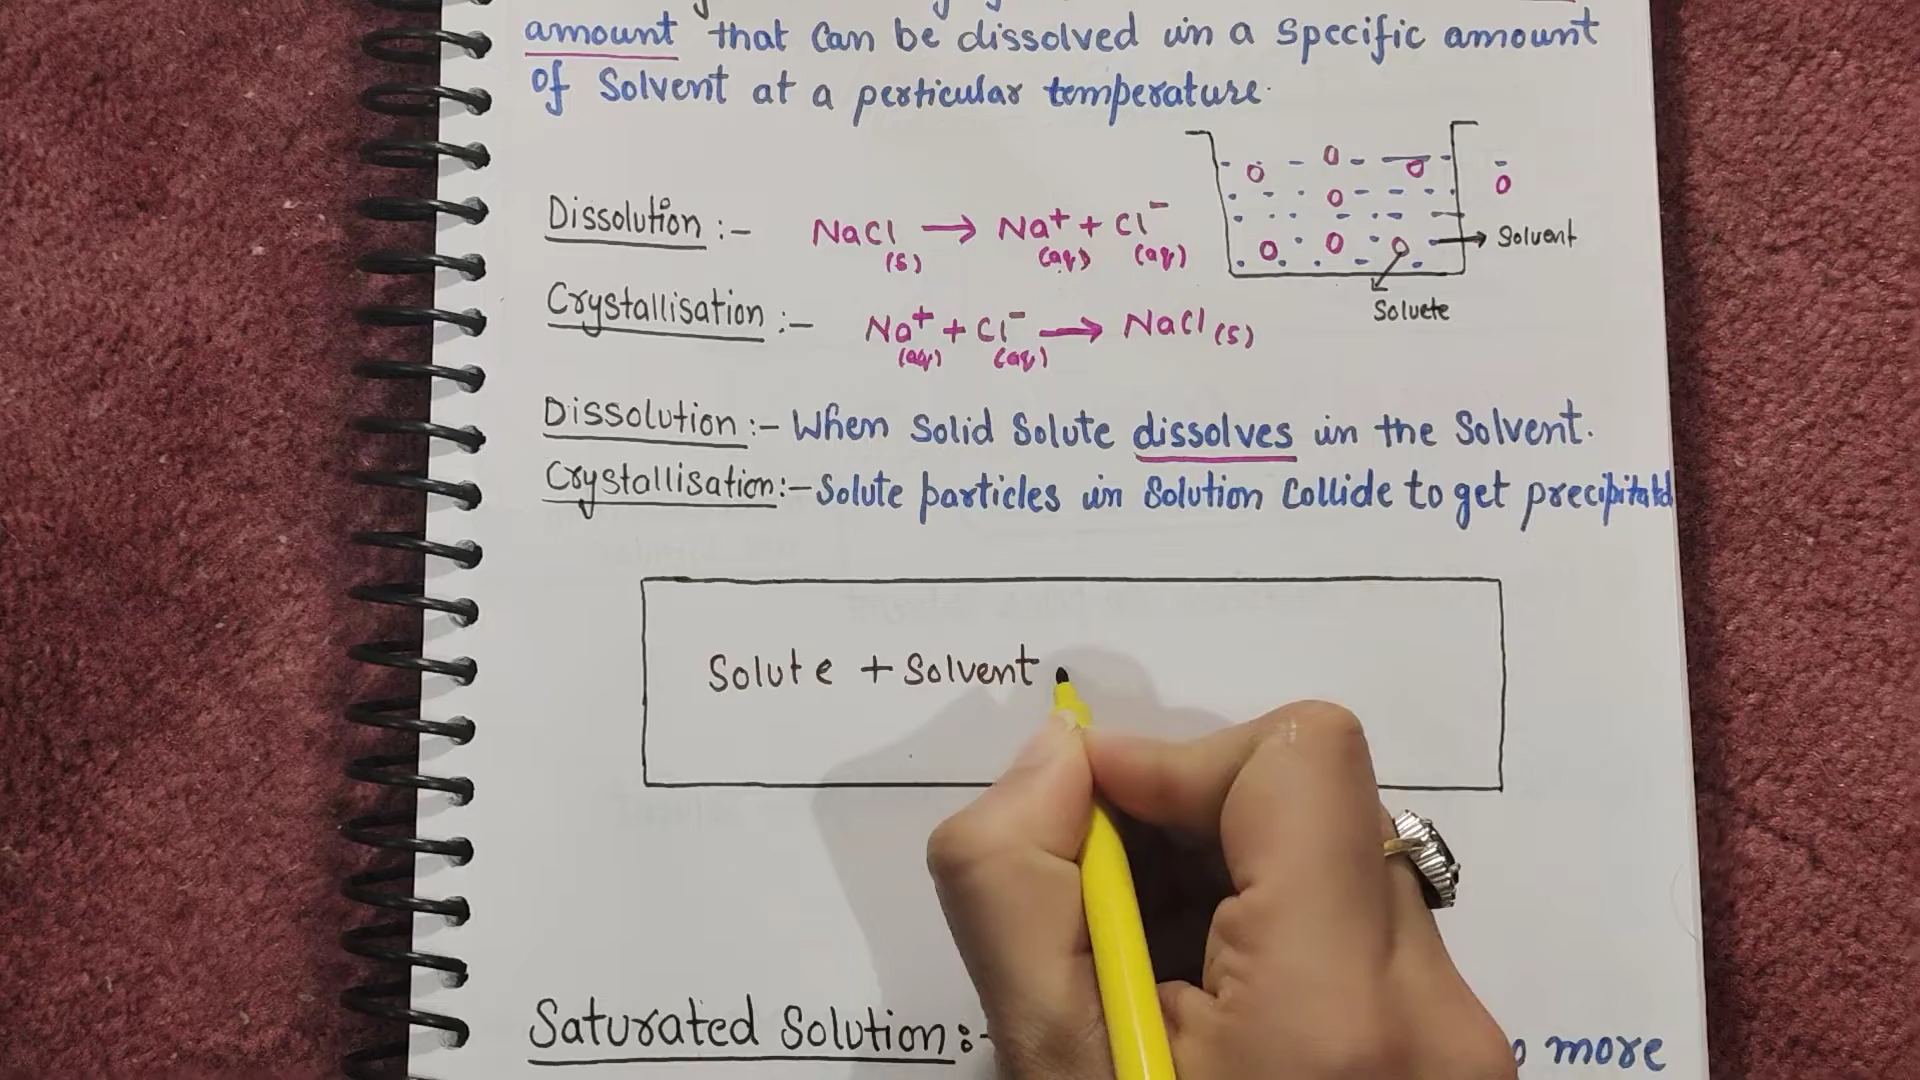 amount that can be dissolved in a specific amount
of Solvent at a perticular temperature.
Dissolution :- NaCl(s) → Na⁺(aq) + Cl⁻(aq)
Solvent
Soluete
Crystallisation :- Na⁺(aq) + Cl⁻(aq) → NaCl(s)
Dissolution :- When Solid Solute dissolves in the Solvent.
Crystallisation :- Solute particles in Solution Collide to get precipitatd
Solute + Solvent
Saturated Solution :- more